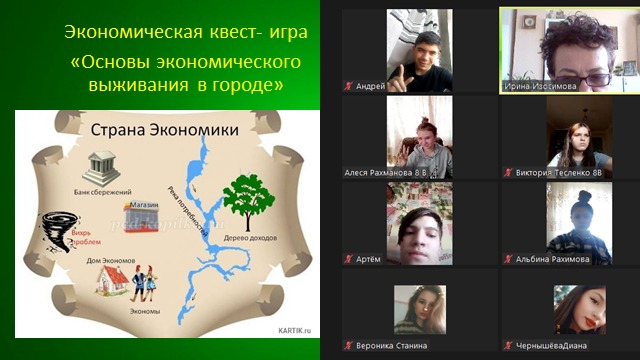 Экономическая квест- игра
«Основы экономического
выживания в городе»
Страна Экономики
Банк сбережений
Магазин
Река потребностей
Дерево доходов
Вихрь
проблем
Дом Экономов
Экономы
KARTIK.ru
Андрей
Ирина Изосимова
Алеся Рахманова 8 В
Виктория Тесленко 8В
Артём
Альбина Рахимова
Вероника Станина
ЧернышёваДиана